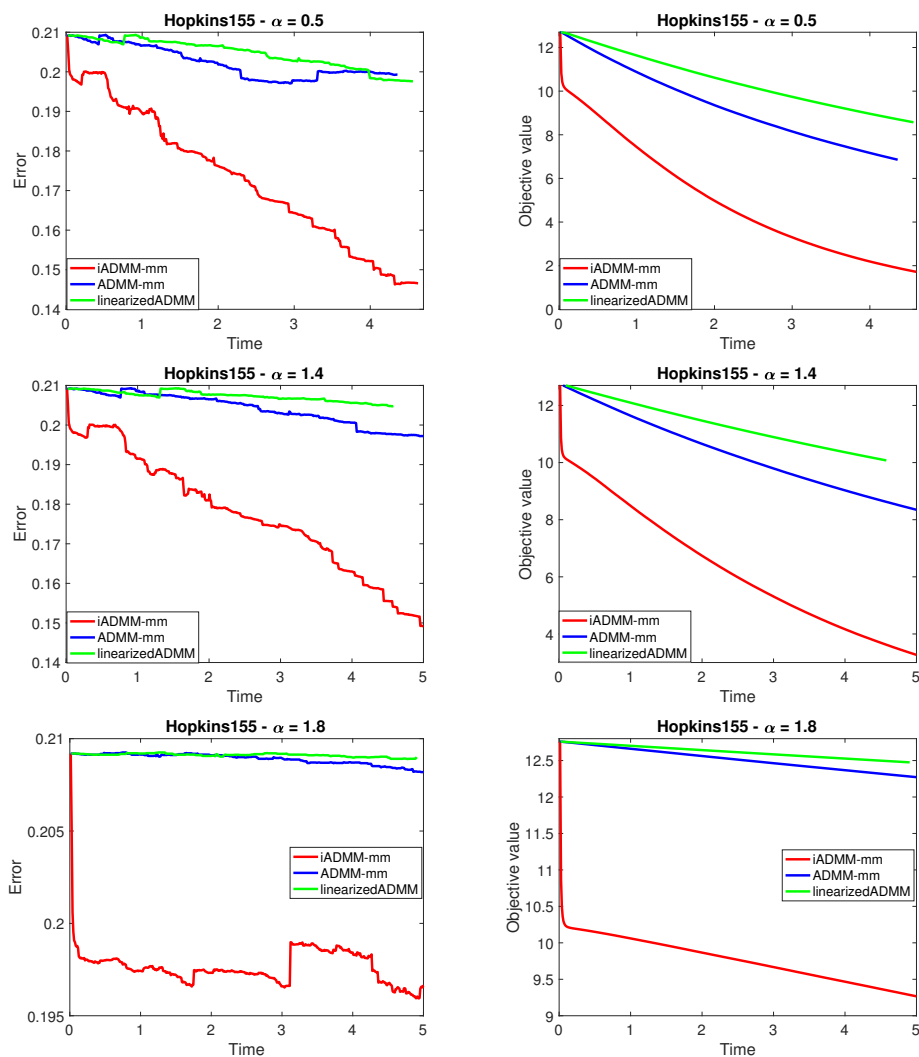 Hopkins155 - α = 0.5
0.21
0.2
0.19
0.18
0.17
0.16
0.15
0.14
Error
iADMM-mm
ADMM-mm
linearizedADMM
0 1 2 3 4
Time
Hopkins155 - α = 0.5
12
10
8
6
4
2
0
Objective value
iADMM-mm
ADMM-mm
linearizedADMM
0 1 2 3 4
Time
Hopkins155 - α = 1.4
0.21
0.2
0.19
0.18
0.17
0.16
0.15
0.14
Error
iADMM-mm
ADMM-mm
linearizedADMM
0 1 2 3 4 5
Time
Hopkins155 - α = 1.4
12
10
8
6
4
Objective value
iADMM-mm
ADMM-mm
linearizedADMM
0 1 2 3 4 5
Time
Hopkins155 - α = 1.8
0.21
0.205
0.2
0.195
Error
iADMM-mm
ADMM-mm
linearizedADMM
0 1 2 3 4 5
Time
Hopkins155 - α = 1.8
12.5
12
11.5
11
10.5
10
9.5
9
Objective value
iADMM-mm
ADMM-mm
linearizedADMM
0 1 2 3 4 5
Time